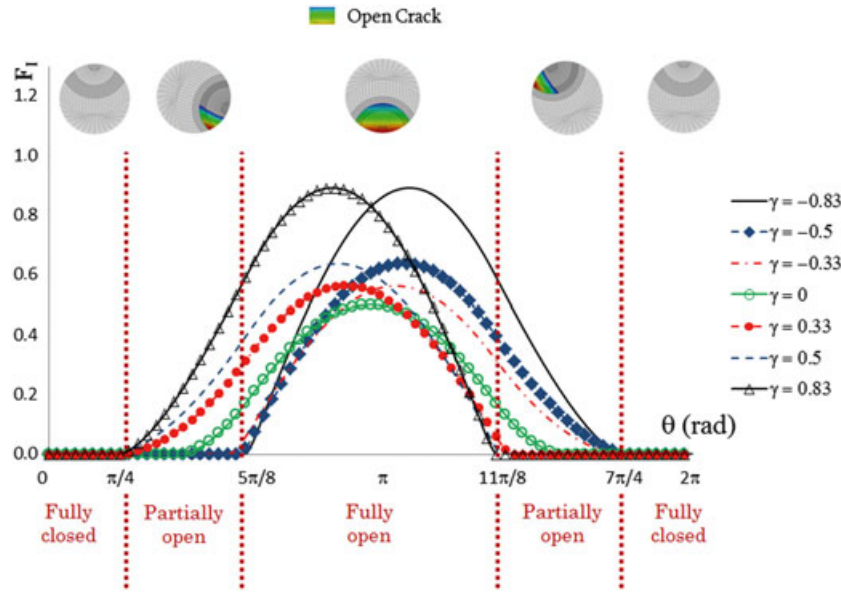 Open Crack
F_I
1.2
1.0
0.8
0.6
0.4
0.2
0.0
γ = −0.83
γ = −0.5
γ = −0.33
γ = 0
γ = 0.33
γ = 0.5
γ = 0.83
θ (rad)
0 π/4 5π/8 π 11π/8 7π/4 2π
Fully closed
Partially open
Fully open
Partially open
Fully closed